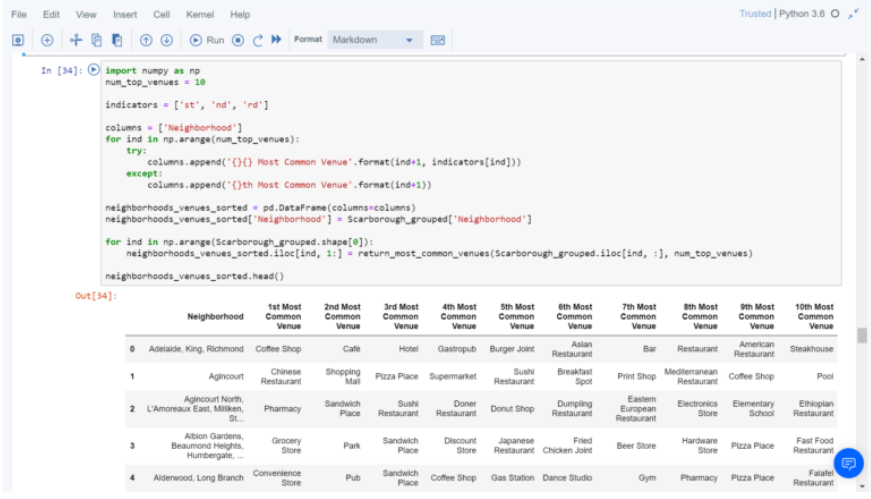 File Edit View Insert Cell Kernel Help Trusted | Python 3.6
Run Format Markdown
In [34]: import numpy as np
num_top_venues = 10
indicators = ['st', 'nd', 'rd']
columns = ['Neighborhood']
for ind in np.arange(num_top_venues):
    try:
        columns.append('{}{} Most Common Venue'.format(ind+1, indicators[ind]))
    except:
        columns.append('{}th Most Common Venue'.format(ind+1))
neighborhoods_venues_sorted = pd.DataFrame(columns=columns)
neighborhoods_venues_sorted['Neighborhood'] = Scarborough_grouped['Neighborhood']
for ind in np.arange(Scarborough_grouped.shape[0]):
    neighborhoods_venues_sorted.iloc[ind, 1:] = return_most_common_venues(Scarborough_grouped.iloc[ind, :], num_top_venues)
neighborhoods_venues_sorted.head()
Out[34]:
Neighborhood 1st Most Common Venue 2nd Most Common Venue 3rd Most Common Venue 4th Most Common Venue 5th Most Common Venue 6th Most Common Venue 7th Most Common Venue 8th Most Common Venue 9th Most Common Venue 10th Most Common Venue
0 Adelaide, King, Richmond Coffee Shop Café Hotel Gastropub Burger Joint Asian Restaurant Bar Restaurant American Restaurant Steakhouse
1 Agincourt Chinese Restaurant Shopping Mall Pizza Place Supermarket Sushi Restaurant Breakfast Spot Print Shop Mediterranean Restaurant Coffee Shop Pool
2 Agincourt North, L'Amoreaux East, Milliken, St... Pharmacy Sandwich Place Sushi Restaurant Doner Restaurant Donut Shop Dumpling Restaurant Eastern European Restaurant Electronics Store Elementary School Ethiopian Restaurant
3 Albion Gardens, Beaumond Heights, Humbergate, ... Grocery Store Park Sandwich Place Discount Store Japanese Restaurant Fried Chicken Joint Beer Store Hardware Store Pizza Place Fast Food Restaurant
4 Alderwood, Long Branch Convenience Store Pub Sandwich Place Coffee Shop Gas Station Dance Studio Gym Pharmacy Pizza Place Falafel Restaurant